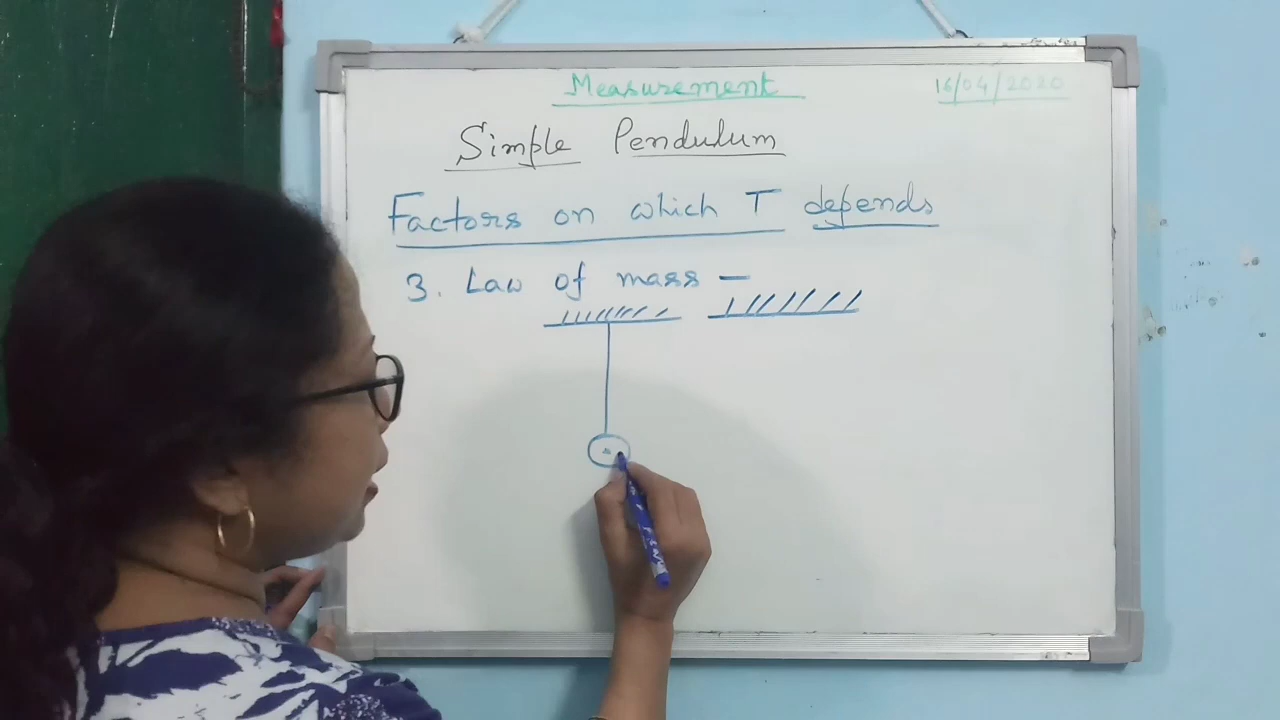 Measurement 16/04/2020
Simple Pendulum
Factors on which T depends
3. Law of mass -